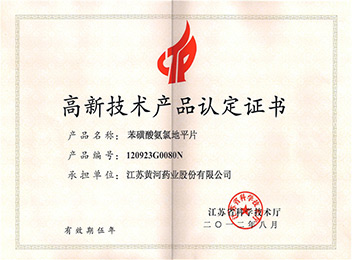 高新技术产品认定证书
产品名称：苯磺酸氨氯地平片
产品编号：120923G0080N
承担单位：江苏黄河药业股份有限公司
江苏省科学技术厅
二〇一二年八月
有效期伍年